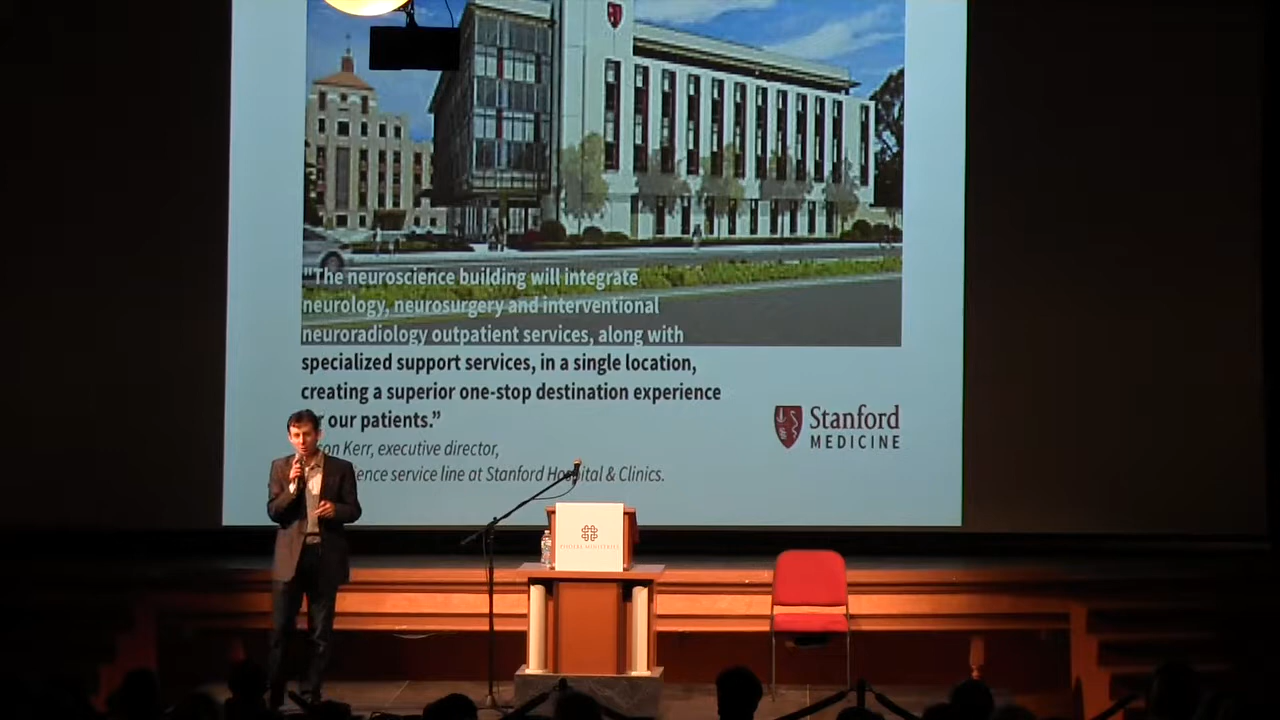 "The neuroscience building will integrate
neurology, neurosurgery and interventional
neuroradiology outpatient services, along with
specialized support services, in a single location,
creating a superior one-stop destination experience
our patients.”
Kerr, executive director,
service line at Stanford Hospital & Clinics.
Stanford
MEDICINE
PHOEBE MINISTRIES